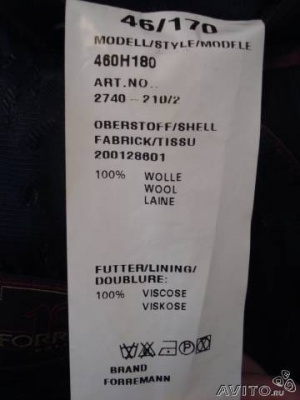 46/170
MODELL/STYLE/MODELE
460H180
ART.NO..
2740 - 210/2
OBERSTOFF/SHELL
FABRICK/TISSU
200128601
100% WOLLE
WOOL
LAINE
FUTTER/LINING/
DOUBLURE:
100% VISCOSE
VISKOSE
P
BRAND
FORREMANN
FORR
AVITO.ru